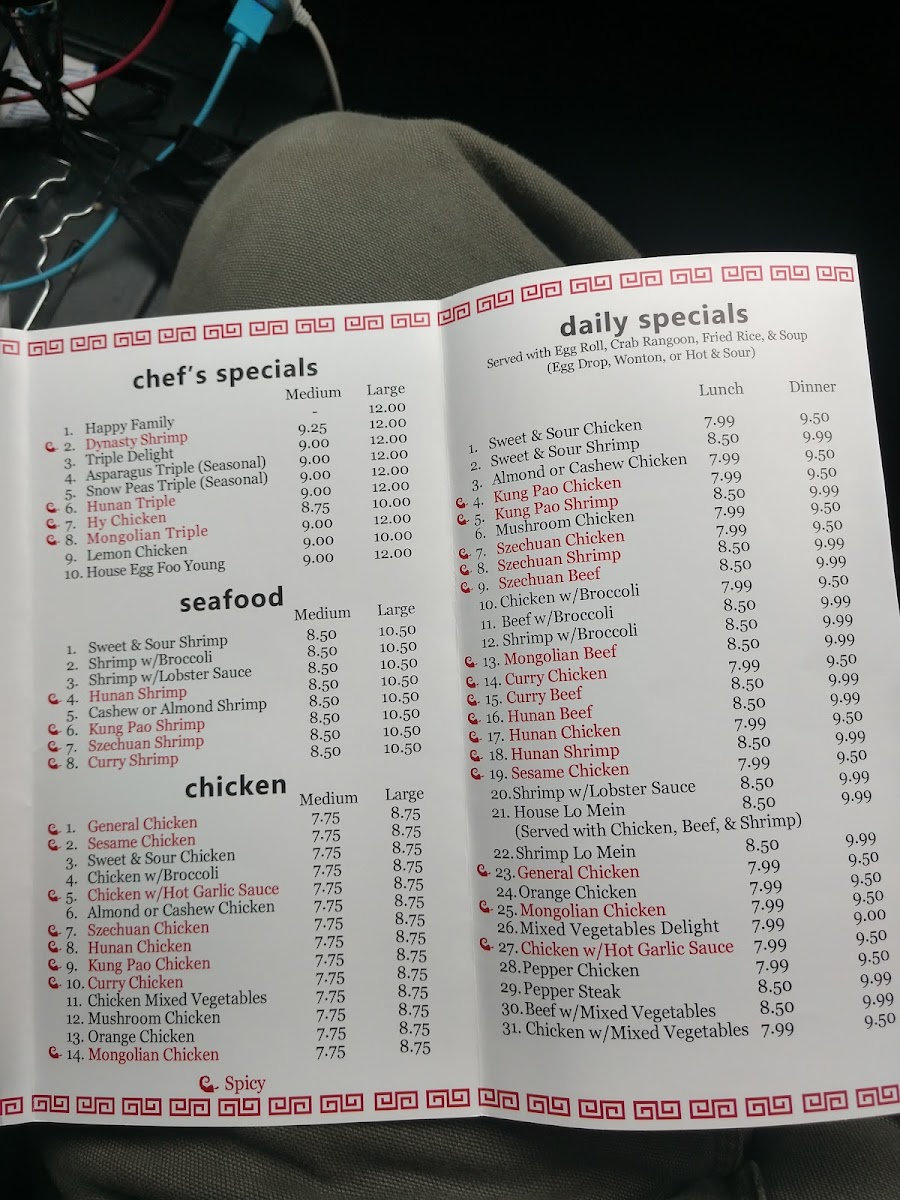 chef's specials
Medium Large
1. Happy Family - 12.00
2. Dynasty Shrimp 9.25 12.00
3. Triple Delight 9.00 12.00
4. Asparagus Triple (Seasonal) 9.00 12.00
5. Snow Peas Triple (Seasonal) 9.00 12.00
6. Hunan Triple 9.00 12.00
7. Hy Chicken 8.75 10.00
8. Mongolian Triple 9.00 12.00
9. Lemon Chicken 9.00 10.00
10. House Egg Foo Young 9.00 12.00
seafood
Medium Large
1. Sweet & Sour Shrimp 8.50 10.50
2. Shrimp w/Broccoli 8.50 10.50
3. Shrimp w/Lobster Sauce 8.50 10.50
4. Hunan Shrimp 8.50 10.50
5. Cashew or Almond Shrimp 8.50 10.50
6. Kung Pao Shrimp 8.50 10.50
7. Szechuan Shrimp 8.50 10.50
8. Curry Shrimp 8.50 10.50
chicken
Medium Large
1. General Chicken 7.75 8.75
2. Sesame Chicken 7.75 8.75
3. Sweet & Sour Chicken 7.75 8.75
4. Chicken w/Broccoli 7.75 8.75
5. Chicken w/Hot Garlic Sauce 7.75 8.75
6. Almond or Cashew Chicken 7.75 8.75
7. Szechuan Chicken 7.75 8.75
8. Hunan Chicken 7.75 8.75
9. Kung Pao Chicken 7.75 8.75
10. Curry Chicken 7.75 8.75
11. Chicken Mixed Vegetables 7.75 8.75
12. Mushroom Chicken 7.75 8.75
13. Orange Chicken 7.75 8.75
14. Mongolian Chicken 7.75 8.75
Spicy
daily specials
Served with Egg Roll, Crab Rangoon, Fried Rice, & Soup
(Egg Drop, Wonton, or Hot & Sour)
Lunch Dinner
1. Sweet & Sour Chicken 7.99 9.50
2. Sweet & Sour Shrimp 8.50 9.99
3. Almond or Cashew Chicken 7.99 9.50
4. Kung Pao Chicken 7.99 9.50
5. Kung Pao Shrimp 8.50 9.99
6. Mushroom Chicken 7.99 9.50
7. Szechuan Chicken 7.99 9.50
8. Szechuan Shrimp 8.50 9.99
9. Szechuan Beef 8.50 9.99
10. Chicken w/Broccoli 7.99 9.50
11. Beef w/Broccoli 8.50 9.99
12. Shrimp w/Broccoli 8.50 9.99
13. Mongolian Beef 8.50 9.99
14. Curry Chicken 7.99 9.50
15. Curry Beef 8.50 9.99
16. Hunan Beef 8.50 9.99
17. Hunan Chicken 7.99 9.50
18. Hunan Shrimp 8.50 9.99
19. Sesame Chicken 7.99 9.50
20. Shrimp w/Lobster Sauce 8.50 9.99
21. House Lo Mein 8.50 9.99
(Served with Chicken, Beef, & Shrimp)
22. Shrimp Lo Mein 8.50 9.99
23. General Chicken 7.99 9.50
24. Orange Chicken 7.99 9.50
25. Mongolian Chicken 7.99 9.50
26. Mixed Vegetables Delight 7.99 9.00
27. Chicken w/Hot Garlic Sauce 7.99 9.50
28. Pepper Chicken 7.99 9.50
29. Pepper Steak 8.50 9.99
30. Beef w/Mixed Vegetables 8.50 9.99
31. Chicken w/Mixed Vegetables 7.99 9.50